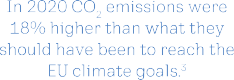 In 2020 CO₂ emissions were
18% higher than what they
should have been to reach the
EU climate goals.⁵